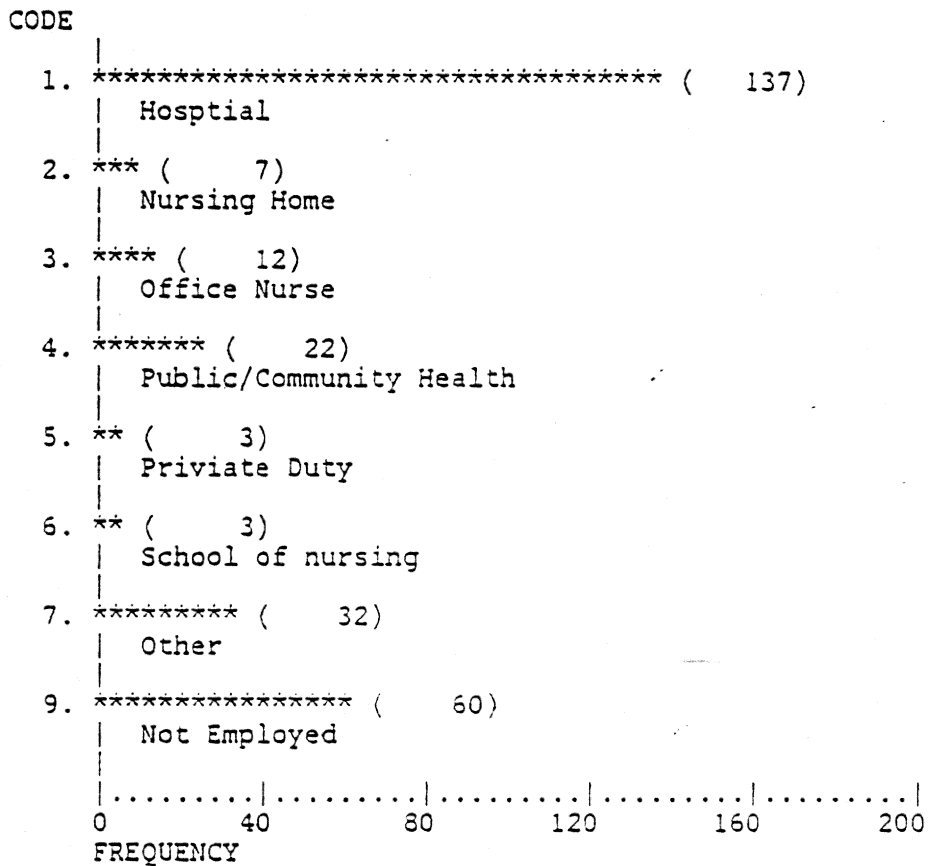 CODE
1. *********************************** ( 137)
Hosptial
2. *** ( 7)
Nursing Home
3. **** ( 12)
Office Nurse
4. ******* ( 22)
Public/Community Health
5. ** ( 3)
Priviate Duty
6. ** ( 3)
School of nursing
7. ********* ( 32)
Other
9. **************** ( 60)
Not Employed
|.........|.........|.........|.........|.........|
0 40 80 120 160 200
FREQUENCY